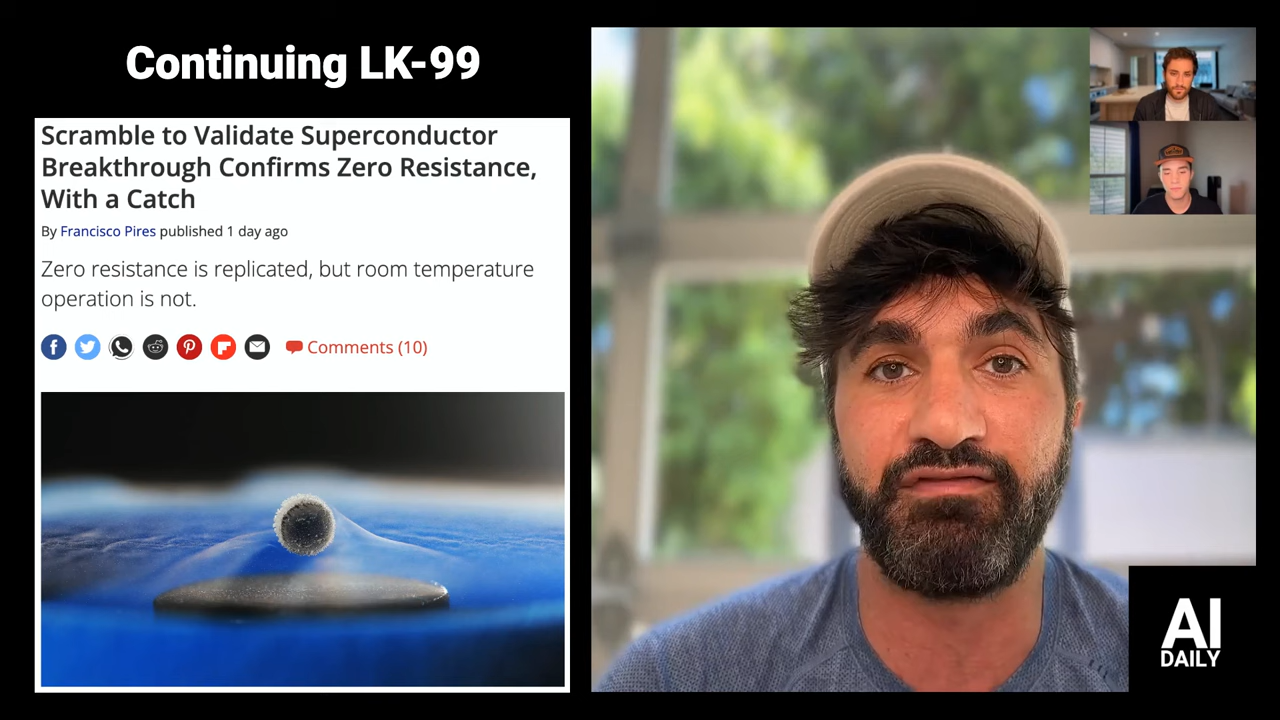 Continuing LK-99
Scramble to Validate Superconductor
Breakthrough Confirms Zero Resistance,
With a Catch
By Francisco Pires published 1 day ago
Zero resistance is replicated, but room temperature
operation is not.
Comments (10)
AI
DAILY